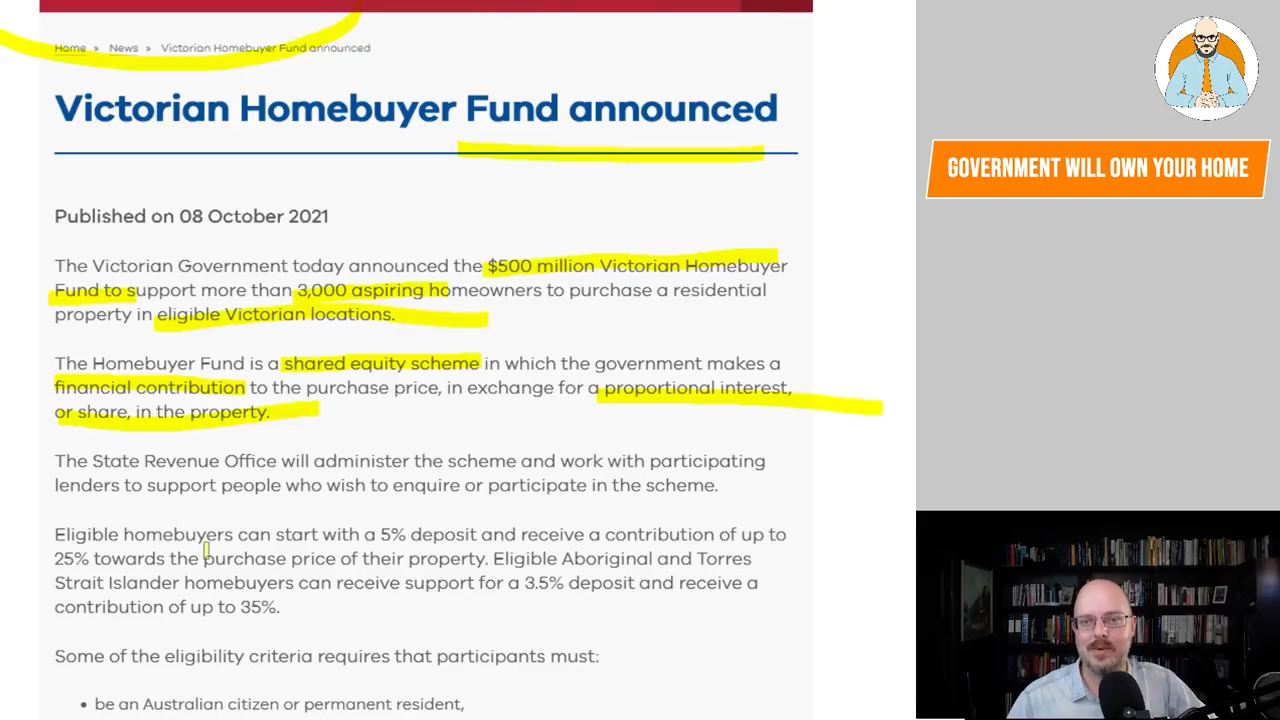 Home » News » Victorian Homebuyer Fund announced
Victorian Homebuyer Fund announced
Published on 08 October 2021
The Victorian Government today announced the $500 million Victorian Homebuyer
Fund to support more than 3,000 aspiring homeowners to purchase a residential
property in eligible Victorian locations.
The Homebuyer Fund is a shared equity scheme in which the government makes a
financial contribution to the purchase price, in exchange for a proportional interest,
or share, in the property.
The State Revenue Office will administer the scheme and work with participating
lenders to support people who wish to enquire or participate in the scheme.
Eligible homebuyers can start with a 5% deposit and receive a contribution of up to
25% towards the purchase price of their property. Eligible Aboriginal and Torres
Strait Islander homebuyers can receive support for a 3.5% deposit and receive a
contribution of up to 35%.
Some of the eligibility criteria requires that participants must:
• be an Australian citizen or permanent resident,
GOVERNMENT WILL OWN YOUR HOME